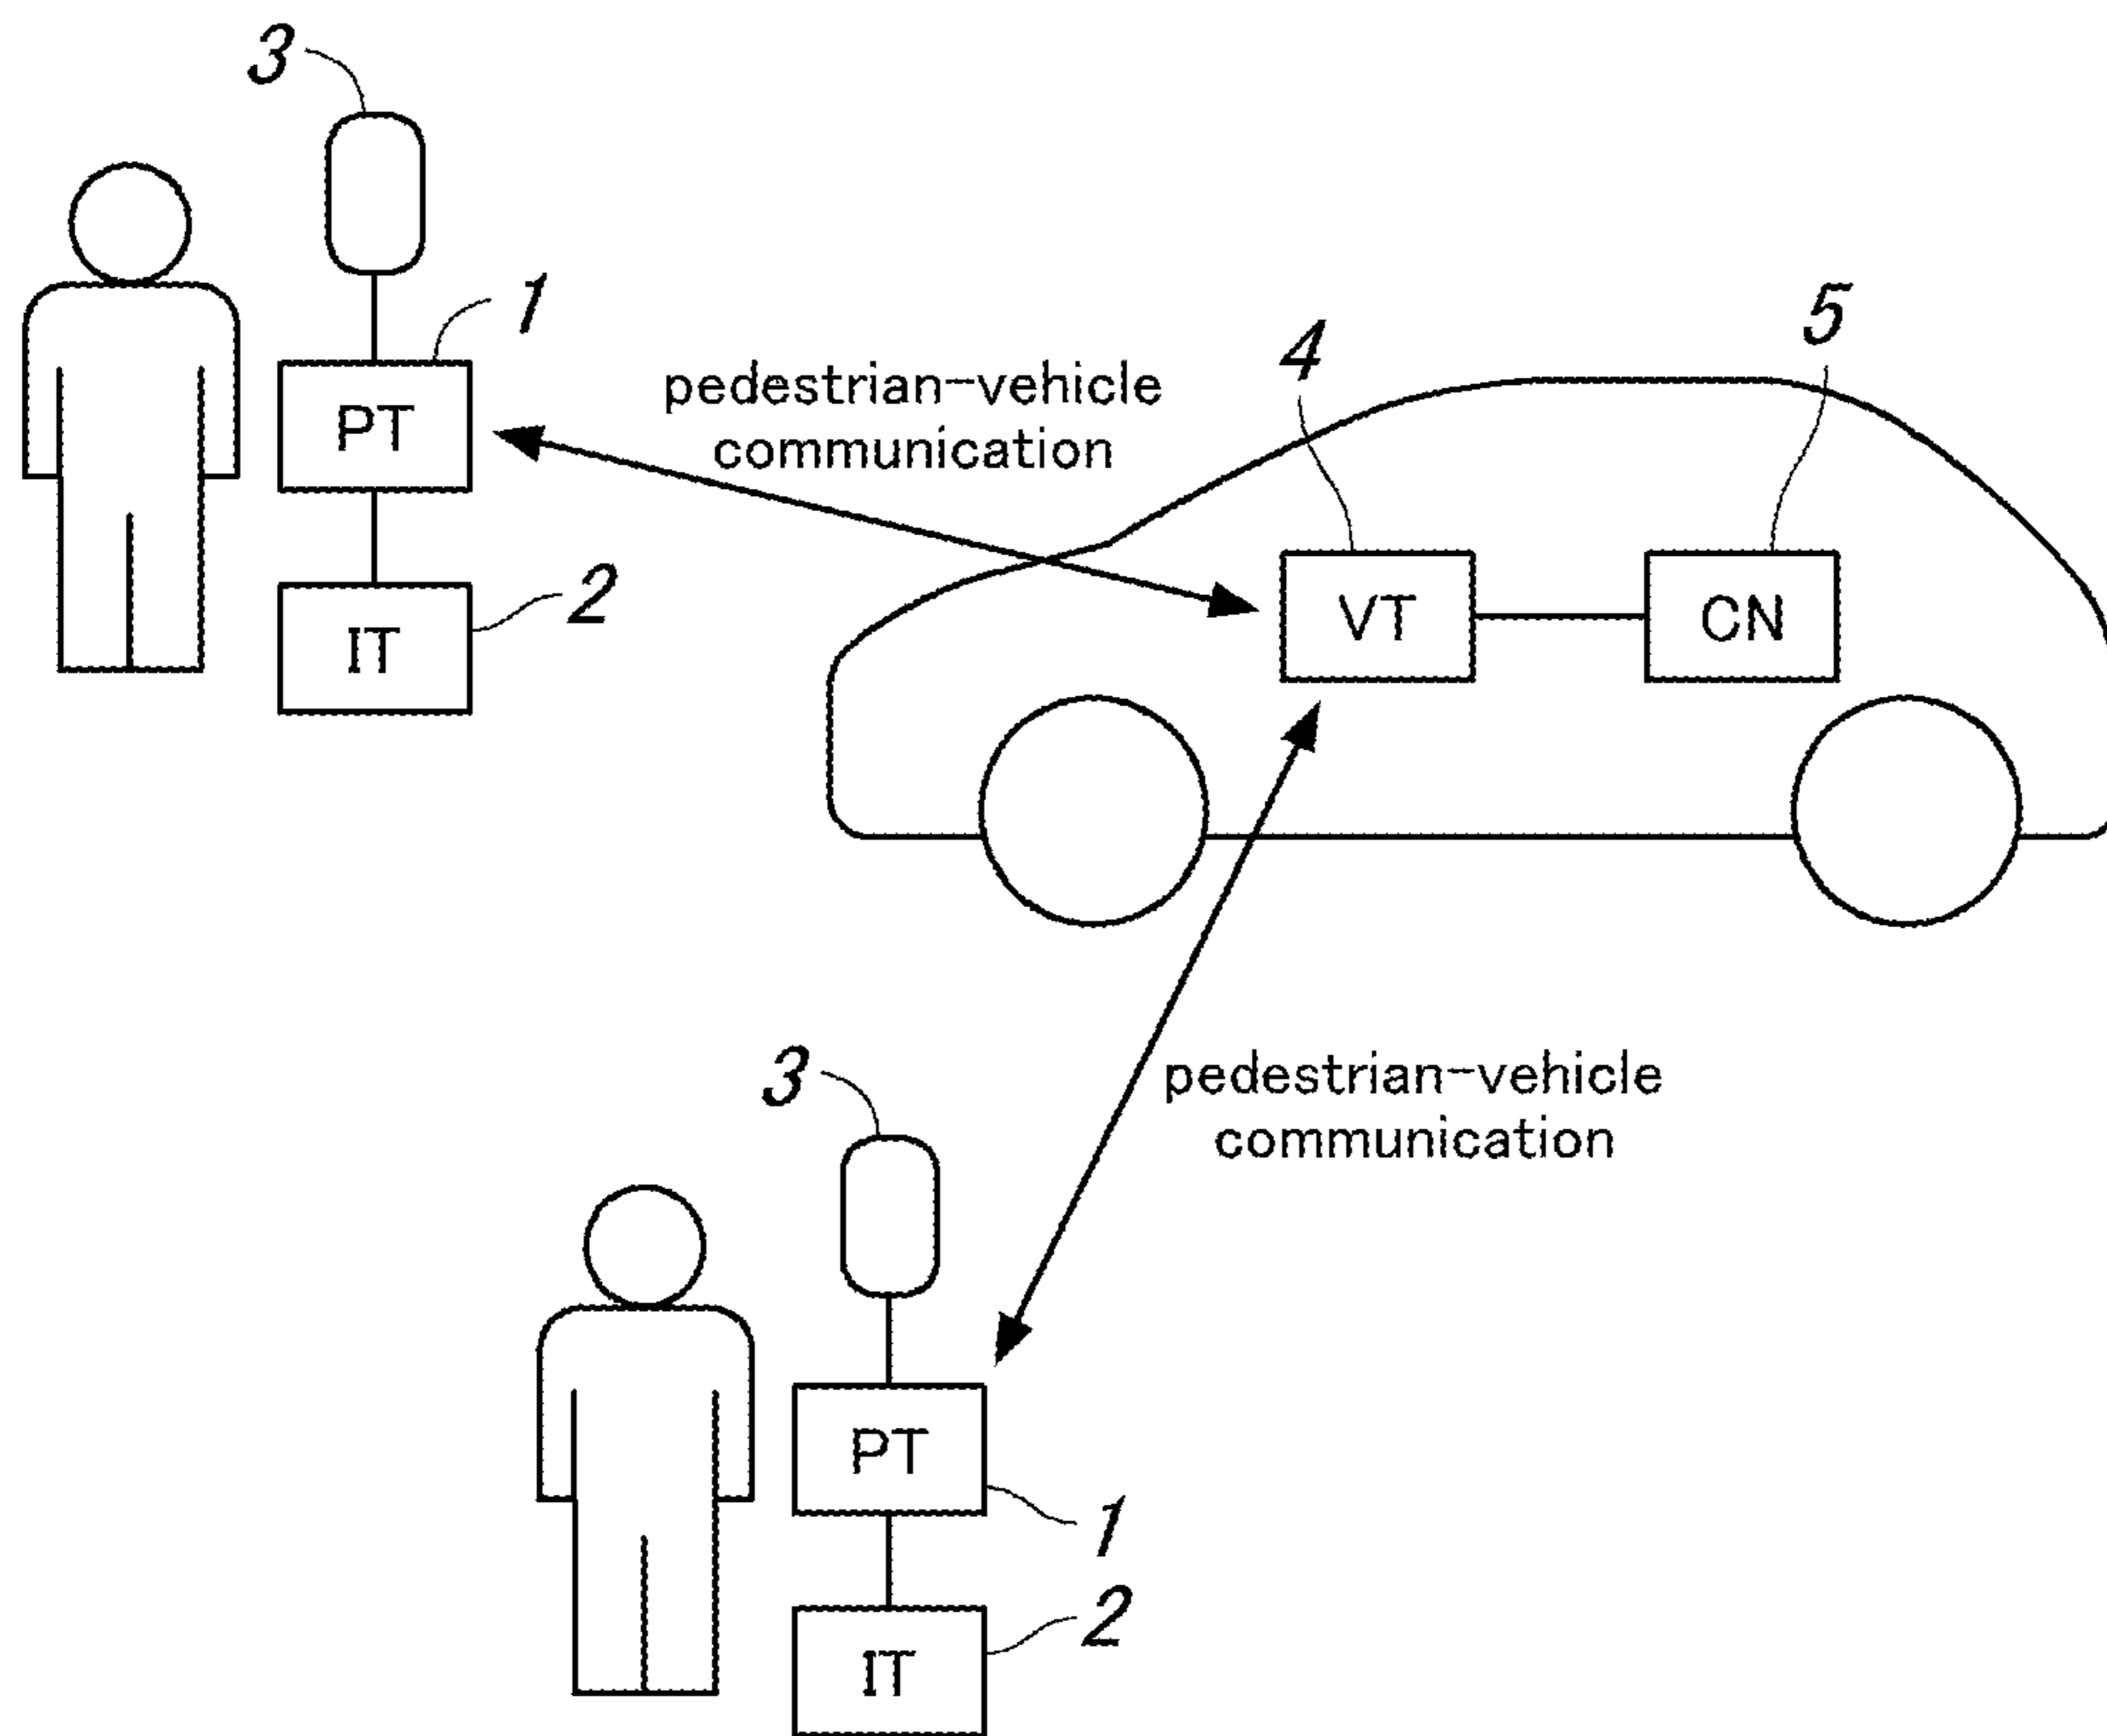 3
1
PT
2
IT
pedestrian-vehicle
communication
4
5
VT
CN
3
pedestrian-vehicle
communication
PT
1
2
IT